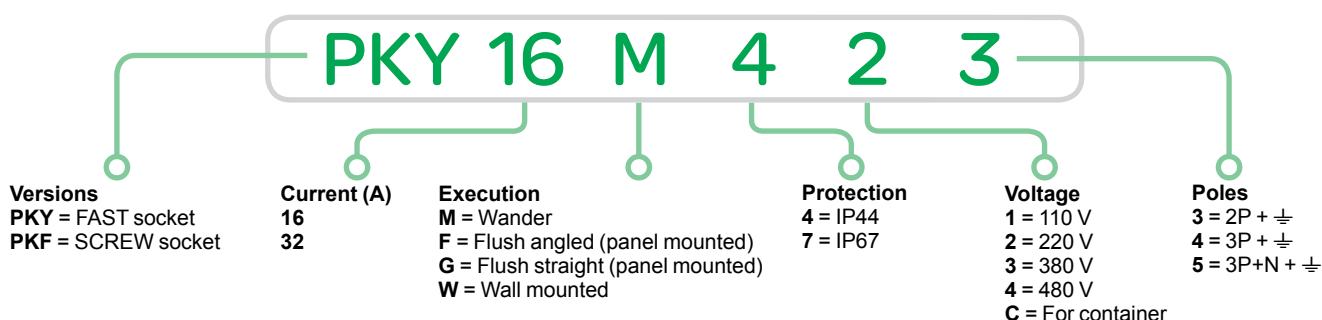 PKY 16 M 4 2 3
Versions
PKY = FAST socket
PKF = SCREW socket
Current (A)
16
32
Execution
M = Wander
F = Flush angled (panel mounted)
G = Flush straight (panel mounted)
W = Wall mounted
Protection
4 = IP44
7 = IP67
Voltage
1 = 110 V
2 = 220 V
3 = 380 V
4 = 480 V
C = For container
Poles
3 = 2P + ⏚
4 = 3P + ⏚
5 = 3P+N + ⏚